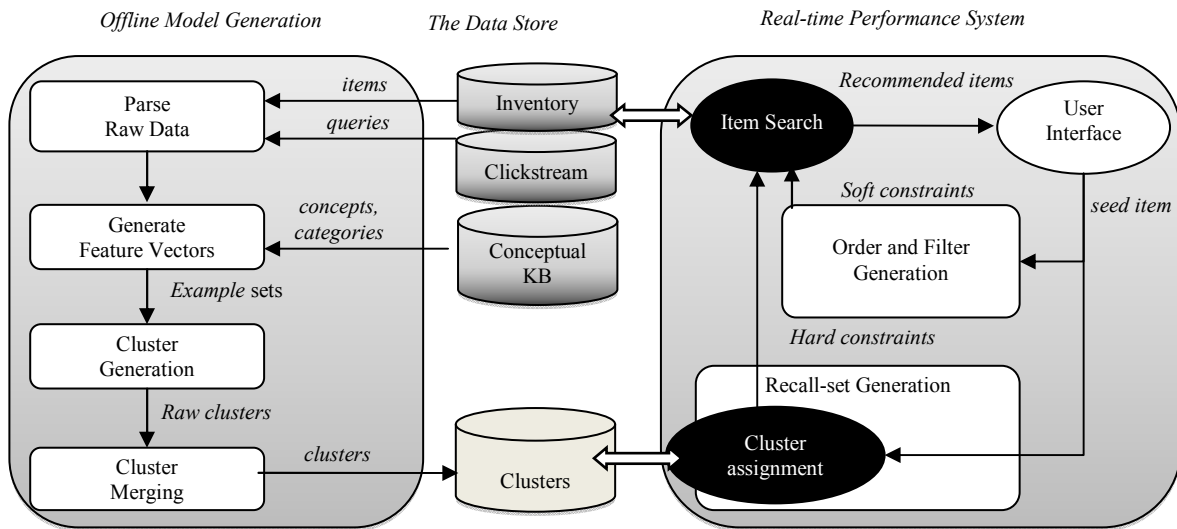 Offline Model Generation
The Data Store
Real-time Performance System
Parse
Raw Data
items
queries
Generate
Feature Vectors
concepts,
categories
Example sets
Cluster
Generation
Raw clusters
Cluster
Merging
clusters
Inventory
Clickstream
Conceptual
KB
Clusters
Item Search
Recommended items
User
Interface
Soft constraints
seed item
Order and Filter
Generation
Hard constraints
Recall-set Generation
Cluster
assignment